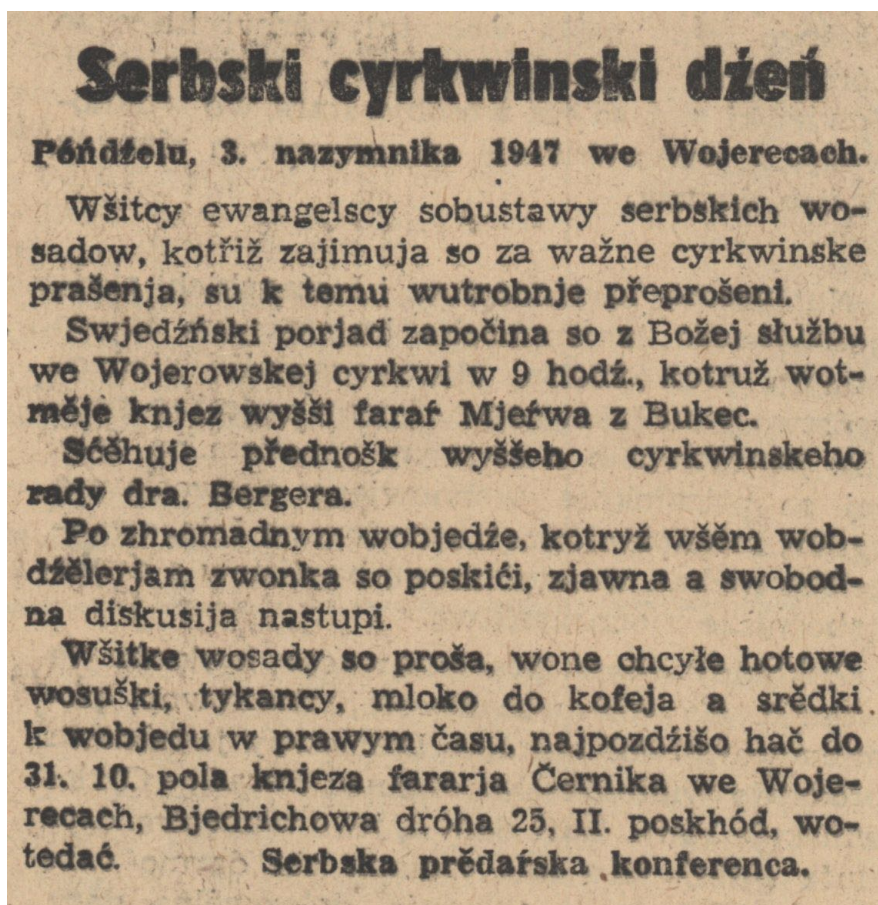 Serbski cyrkwinski dźeń
Póńdźelu, 3. nazymnika 1947 we Wojerecach.
Wšitcy ewangelscy sobustawy serbskich wo-
sadow, kotřiž zajimuja so za ważne cyrkwinske
prašenja, su k temu wutrobnje přeprošeni.
Swjedźński porjad započina so z Božej službu
we Wojerowskej cyrkwi w 9 hodź., kotruž wot-
měje knjez wyšši farař Mjeŕwa z Bukec.
Sćěhuje přednošk wyššeho cyrkwinskeho
rady dra. Bergera.
Po zhromadnym wobjedźe, kotryž wšěm wob-
dźělerjam zwonka so poskići, zjawna a swobod-
na diskusija nastupi.
Wšitke wosady so proša, wone chcyłe hotowe
wosuški, tykancy, mloko do kofeja a srědki
k wobjedu w prawym času, najpozdźišo hač do
31. 10. pola knjeza fararja Černika we Woje-
recach, Bjedrichowa dróha 25, II. poskhód, wo-
tedać. Serbska prědařska konferenca.